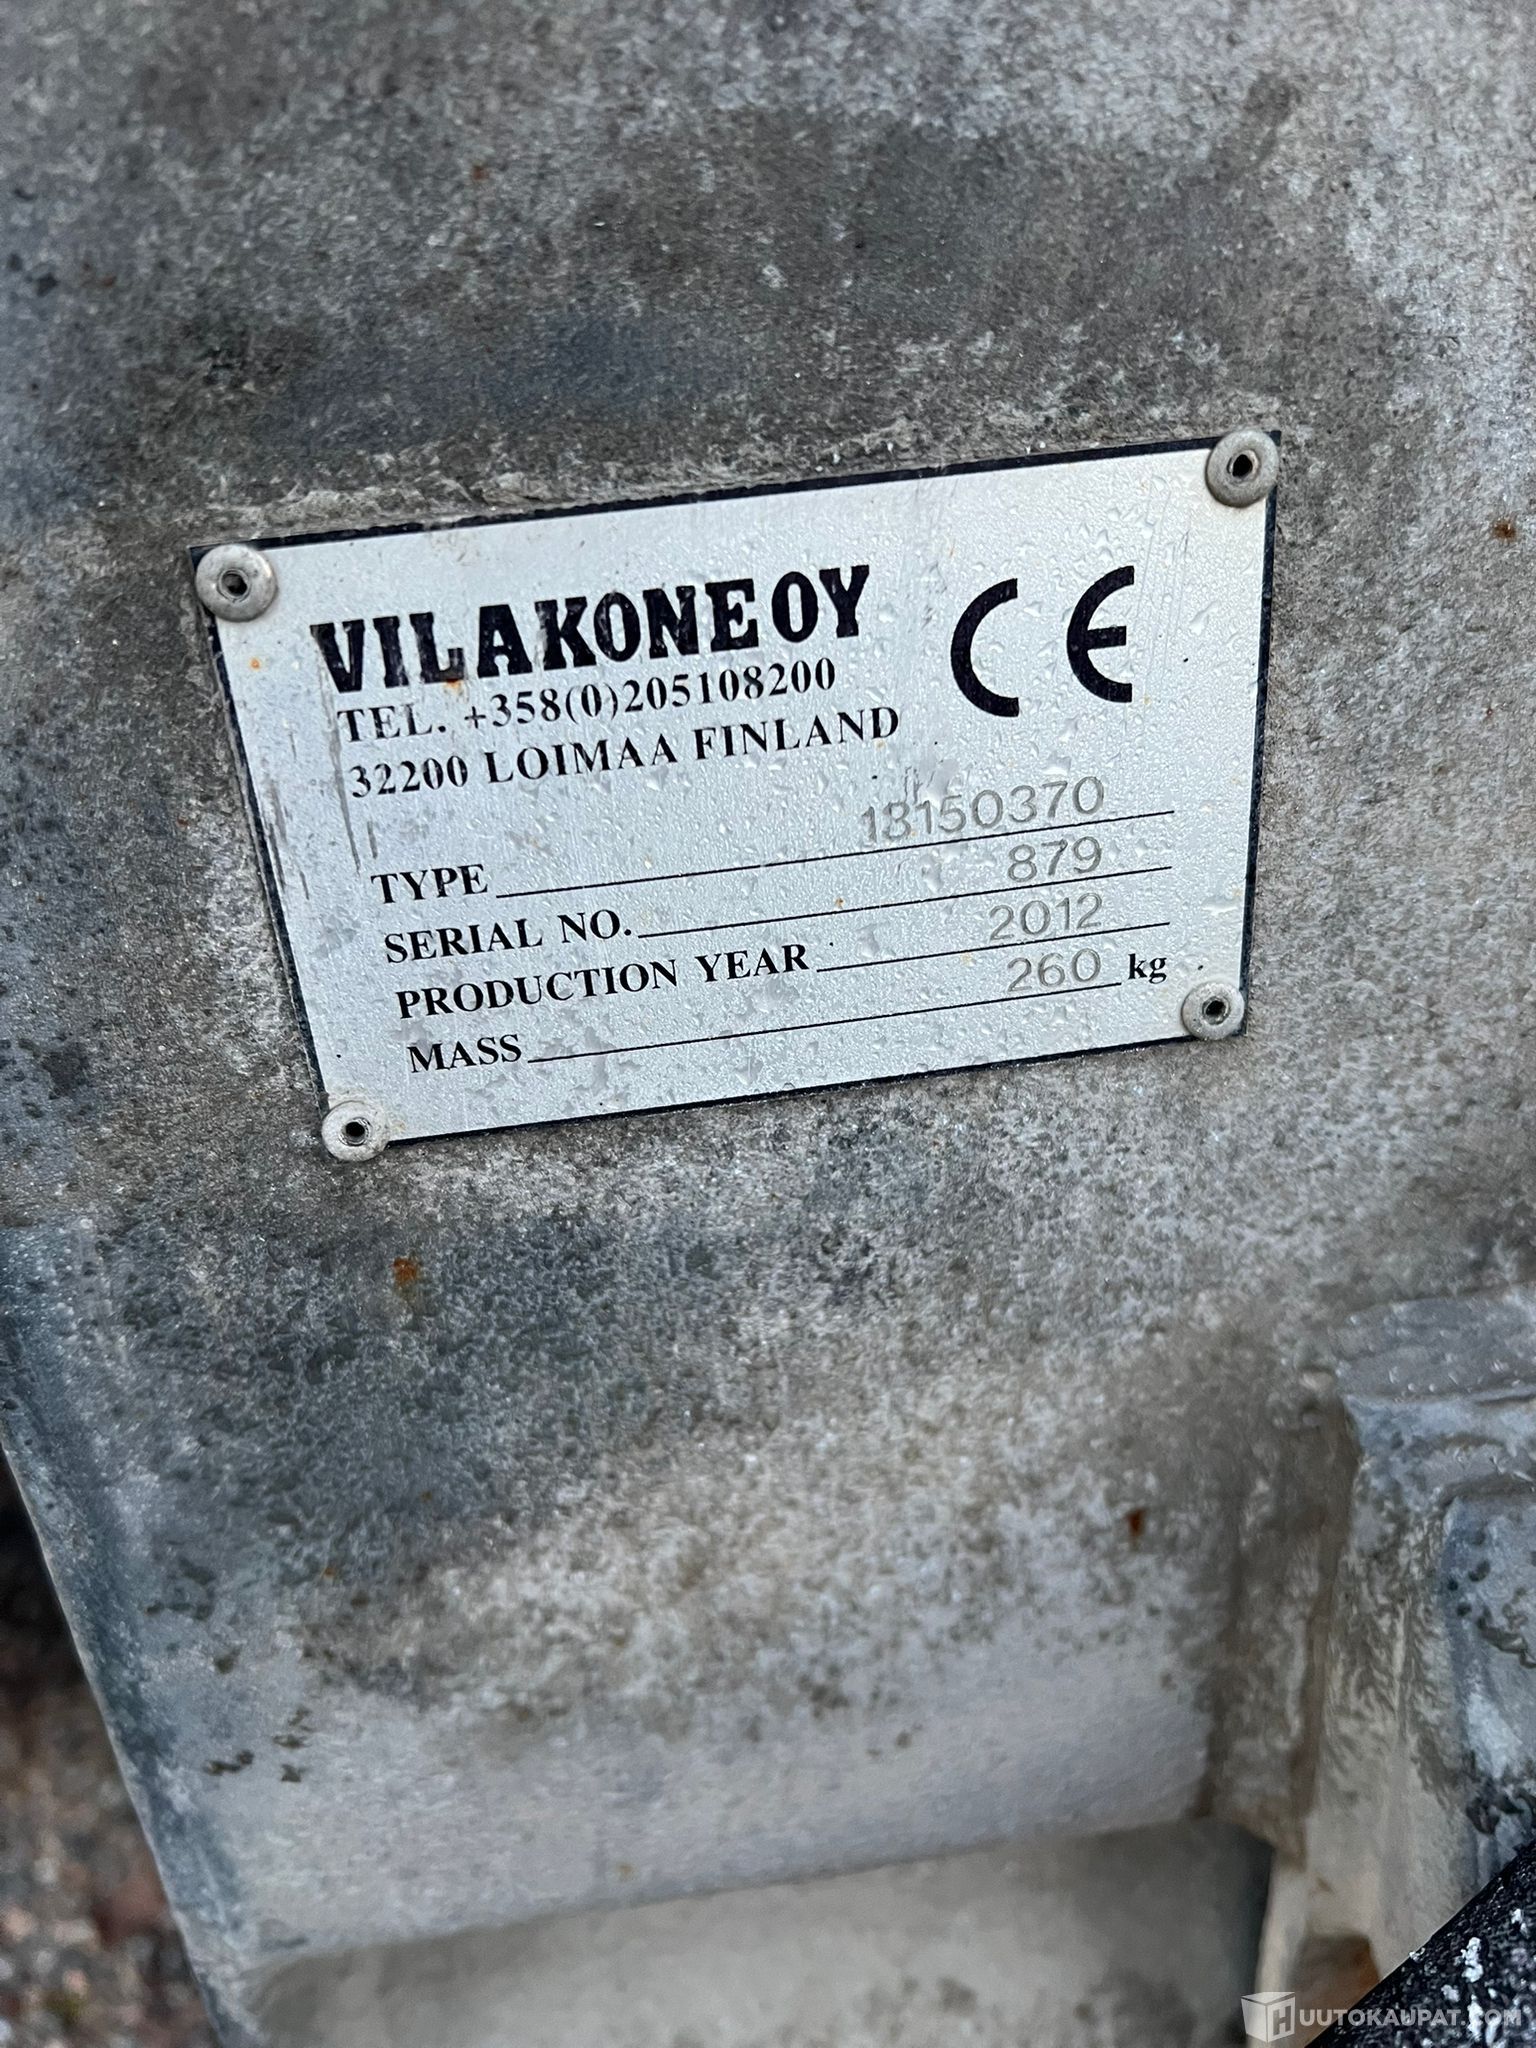 VILAKONE OY
TEL. +358(0)205108200
32200 LOIMAA FINLAND
CE
TYPE 13150370
SERIAL NO. 879
PRODUCTION YEAR 2012
MASS 260 kg
HUUTOKAUPAT.COM